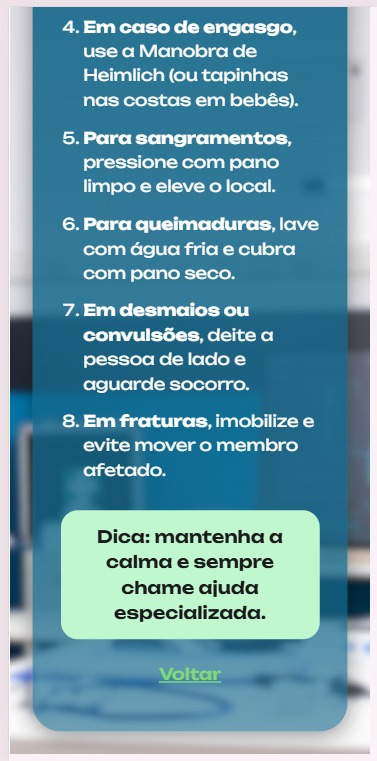 4. Em caso de engasgo,
use a Manobra de
Heimlich (ou tapinhas
nas costas em bebês).
5. Para sangramentos,
pressione com pano
limpo e eleve o local.
6. Para queimaduras, lave
com água fria e cubra
com pano seco.
7. Em desmaios ou
convulsões, deite a
pessoa de lado e
aguarde socorro.
8. Em fraturas, imobilize e
evite mover o membro
afetado.
Dica: mantenha a
calma e sempre
chame ajuda
especializada.
Voltar